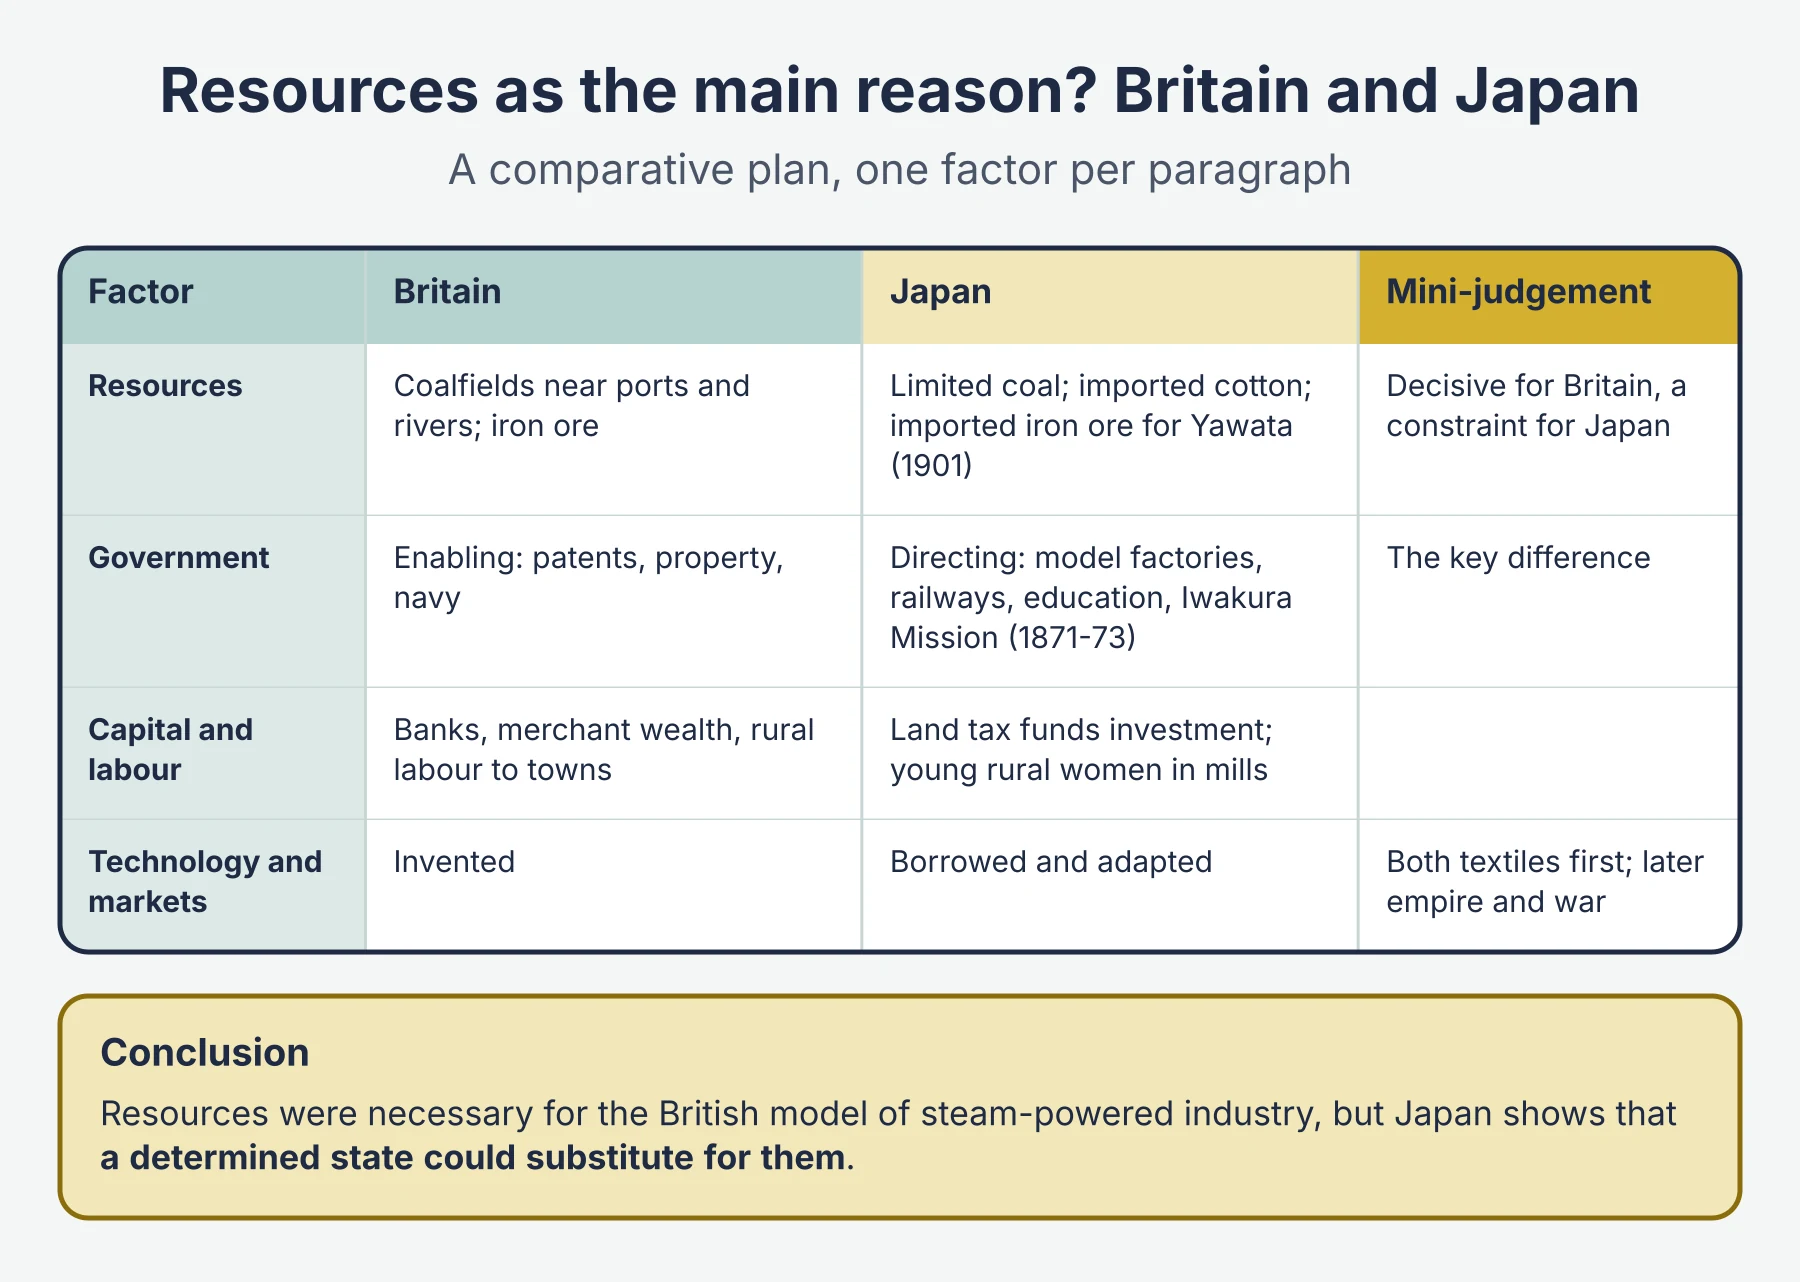 Resources as the main reason? Britain and Japan
A comparative plan, one factor per paragraph
Factor
Britain
Japan
Mini-judgement
Resources
Coalfields near ports and
rivers; iron ore
Limited coal; imported cotton;
imported iron ore for Yawata
(1901)
Decisive for Britain, a
constraint for Japan
Government
Enabling: patents, property,
navy
Directing: model factories,
railways, education, Iwakura
Mission (1871-73)
The key difference
Capital and
labour
Banks, merchant wealth, rural
labour to towns
Land tax funds investment;
young rural women in mills
Technology and
markets
Invented
Borrowed and adapted
Both textiles first; later
empire and war
Conclusion
Resources were necessary for the British model of steam-powered industry, but Japan shows that
a determined state could substitute for them.